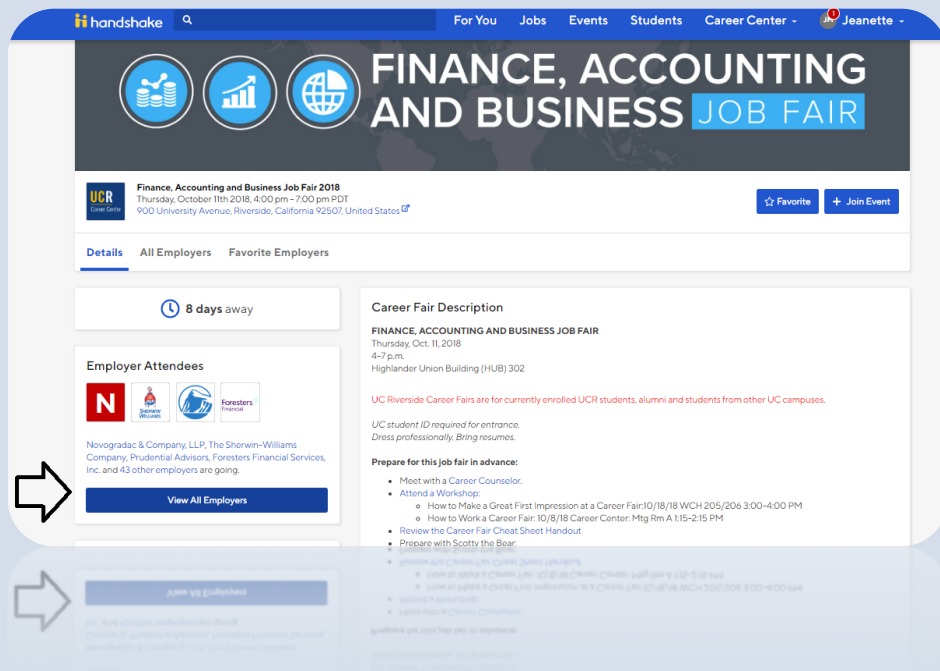 handshake
For You Jobs Events Students Career Center Jeanette
1
FINANCE, ACCOUNTING
AND BUSINESS JOB FAIR
UCR
Career Center
Finance, Accounting and Business Job Fair 2018
Thursday, October 11th 2018, 4:00 pm - 7:00 pm PDT
900 University Avenue, Riverside, California 92507, United States
Favorite
+ Join Event
Details All Employers Favorite Employers
8 days away
Employer Attendees
N
SHERWIN
WILLIAMS
Foresters
Financial
Novogradac & Company, LLP, The Sherwin-Williams
Company, Prudential Advisors, Foresters Financial Services,
Inc. and 43 other employers are going.
View All Employers
Career Fair Description
FINANCE, ACCOUNTING AND BUSINESS JOB FAIR
Thursday, Oct. 11, 2018
4-7 p.m.
Highlander Union Building (HUB) 302
UC Riverside Career Fairs are for currently enrolled UCR students, alumni and students from other UC campuses.
UC student ID required for entrance.
Dress professionally. Bring resumes.
Prepare for this job fair in advance:
Meet with a Career Counselor.
Attend a Workshop:
How to Make a Great First Impression at a Career Fair:10/18/18 WCH 205/206 3:00-4:00 PM
How to Work a Career Fair: 10/8/18 Career Center: Mtg Rm A 1:15-2:15 PM
Review the Career Fair Cheat Sheet Handout
Prepare with Scotty the Bear: